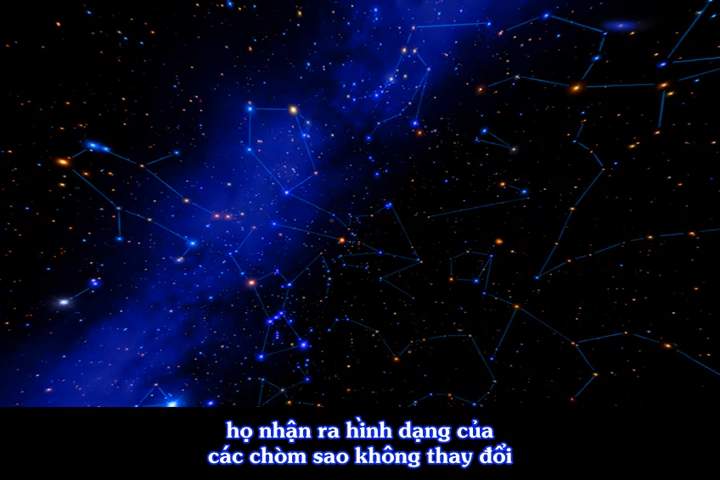 họ nhận ra hình dạng của
các chòm sao không thay đổi